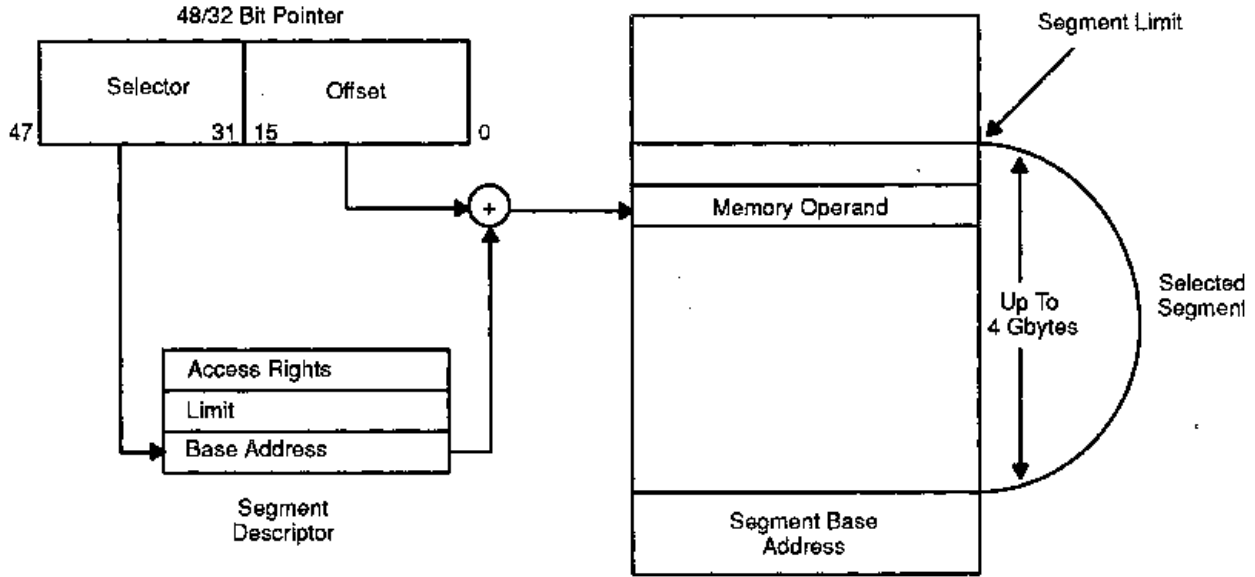 48/32 Bit Pointer
Segment Limit
Selector
Offset
47
31
15
0
Memory Operand
Up To
4 Gbytes
Selected
Segment
Access Rights
Limit
Base Address
Segment
Descriptor
Segment Base
Address
+